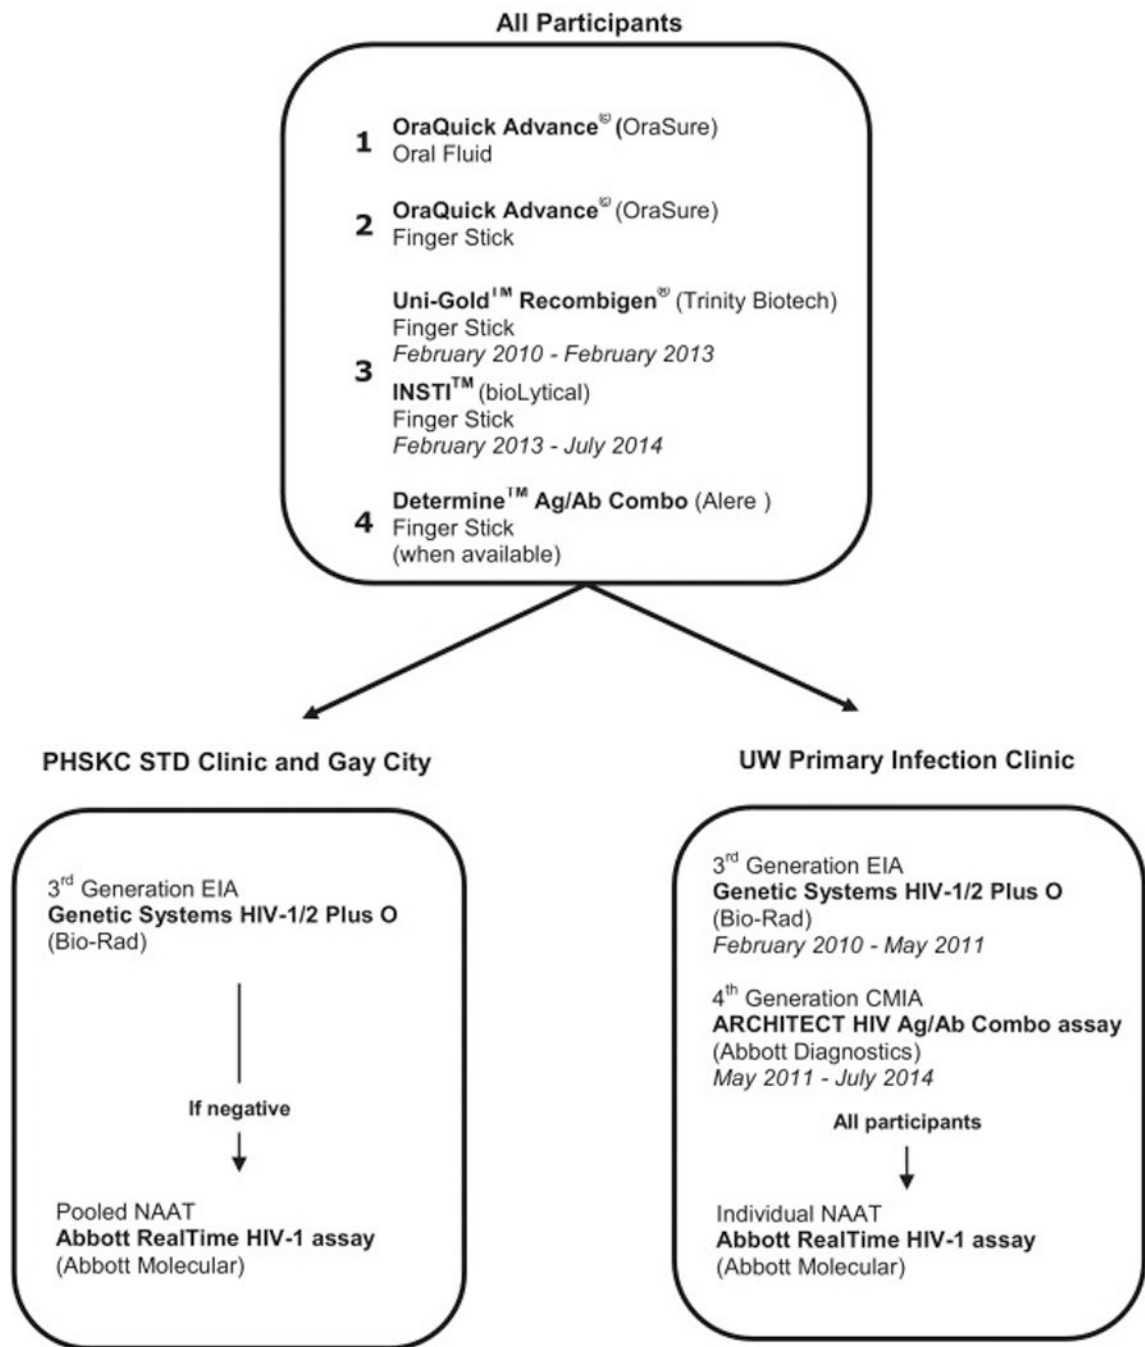 All Participants
1
OraQuick Advance® (OraSure)
Oral Fluid
2
OraQuick Advance® (OraSure)
Finger Stick
3
Uni-Gold™ Recombigen® (Trinity Biotech)
Finger Stick
February 2010 - February 2013
INSTI™ (bioLytical)
Finger Stick
February 2013 - July 2014
4
Determine™ Ag/Ab Combo (Alere )
Finger Stick
(when available)
PHSKC STD Clinic and Gay City
3rd Generation EIA
Genetic Systems HIV-1/2 Plus O
(Bio-Rad)
If negative
Pooled NAAT
Abbott RealTime HIV-1 assay
(Abbott Molecular)
UW Primary Infection Clinic
3rd Generation EIA
Genetic Systems HIV-1/2 Plus O
(Bio-Rad)
February 2010 - May 2011
4th Generation CMIA
ARCHITECT HIV Ag/Ab Combo assay
(Abbott Diagnostics)
May 2011 - July 2014
All participants
Individual NAAT
Abbott RealTime HIV-1 assay
(Abbott Molecular)